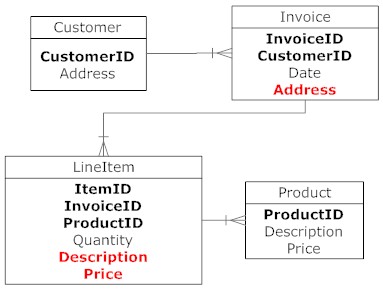 Customer
CustomerID
Address
Invoice
InvoiceID
CustomerID
Date
Address
LineItem
ItemID
InvoiceID
ProductID
Quantity
Description
Price
Product
ProductID
Description
Price